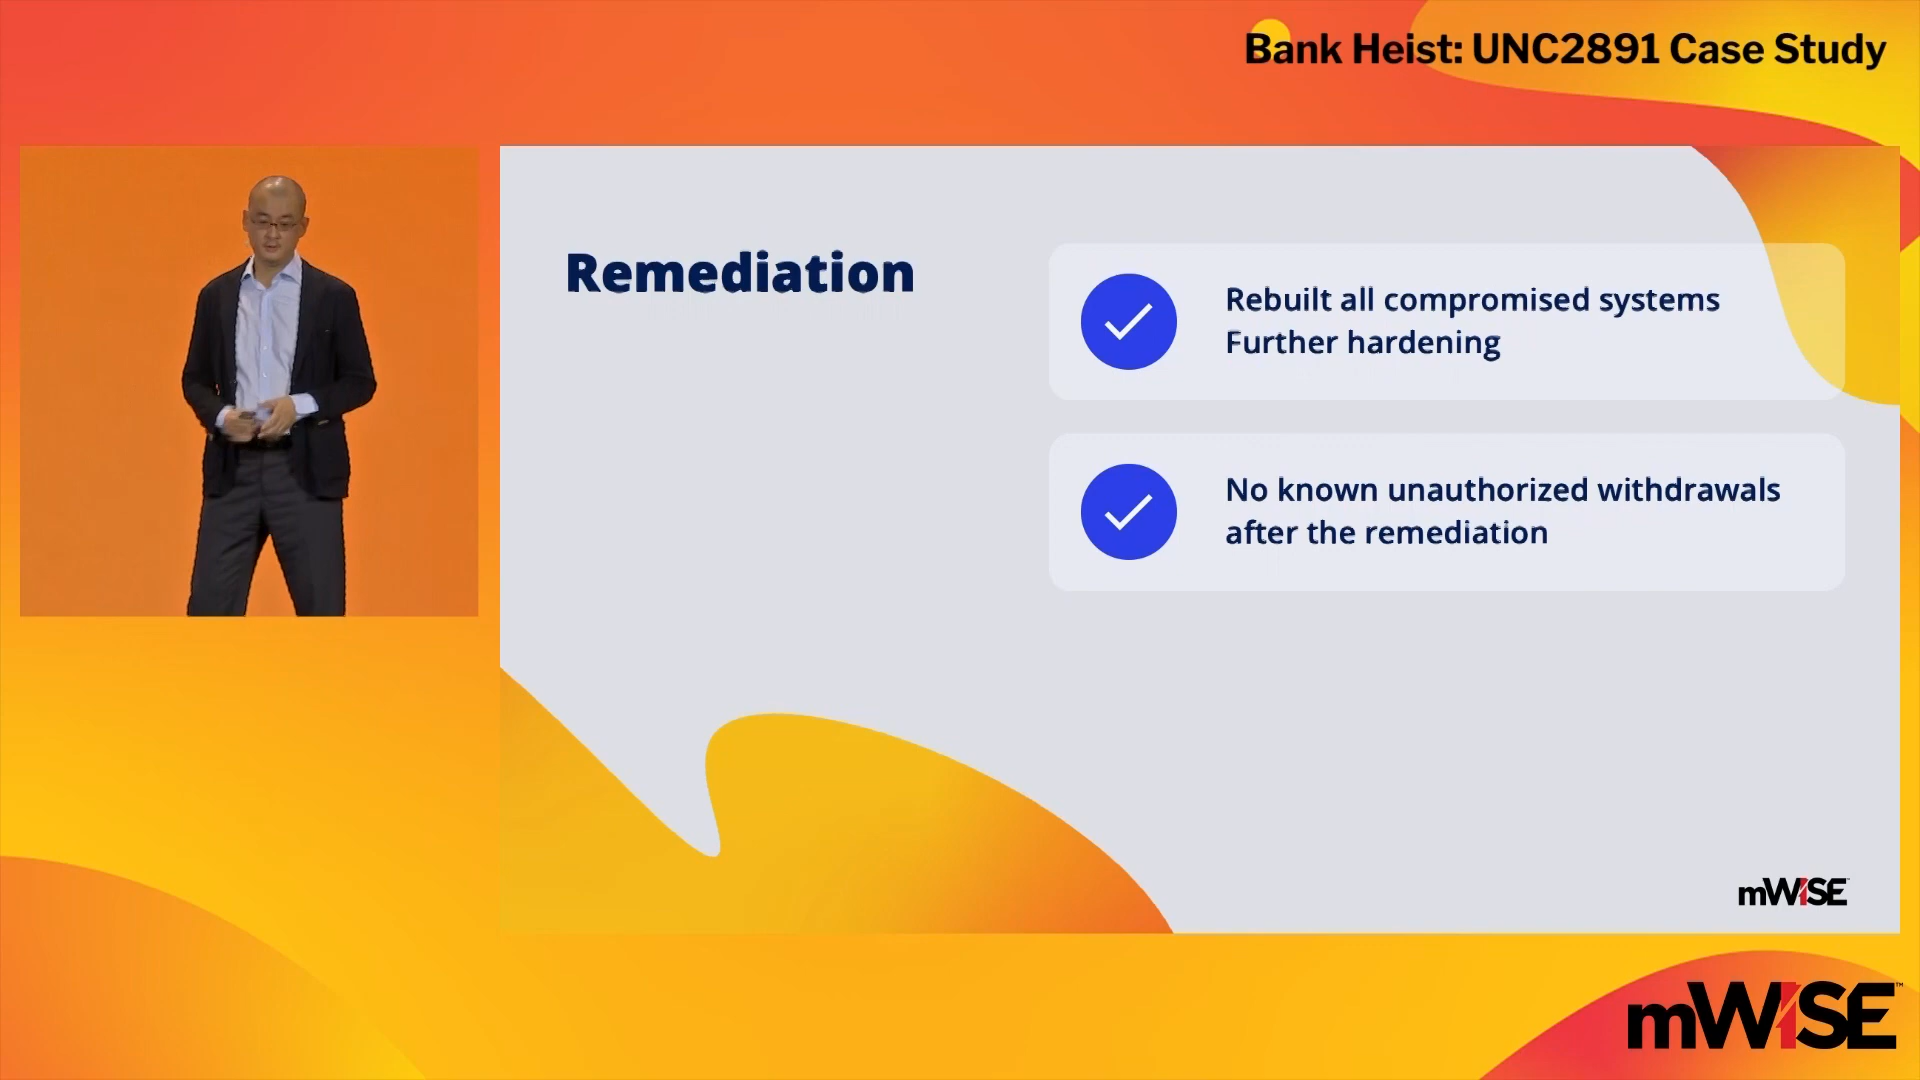 Bank Heist: UNC2891 Case Study
Remediation
Rebuilt all compromised systems
Further hardening
No known unauthorized withdrawals
after the remediation
mWISE
mWISE™